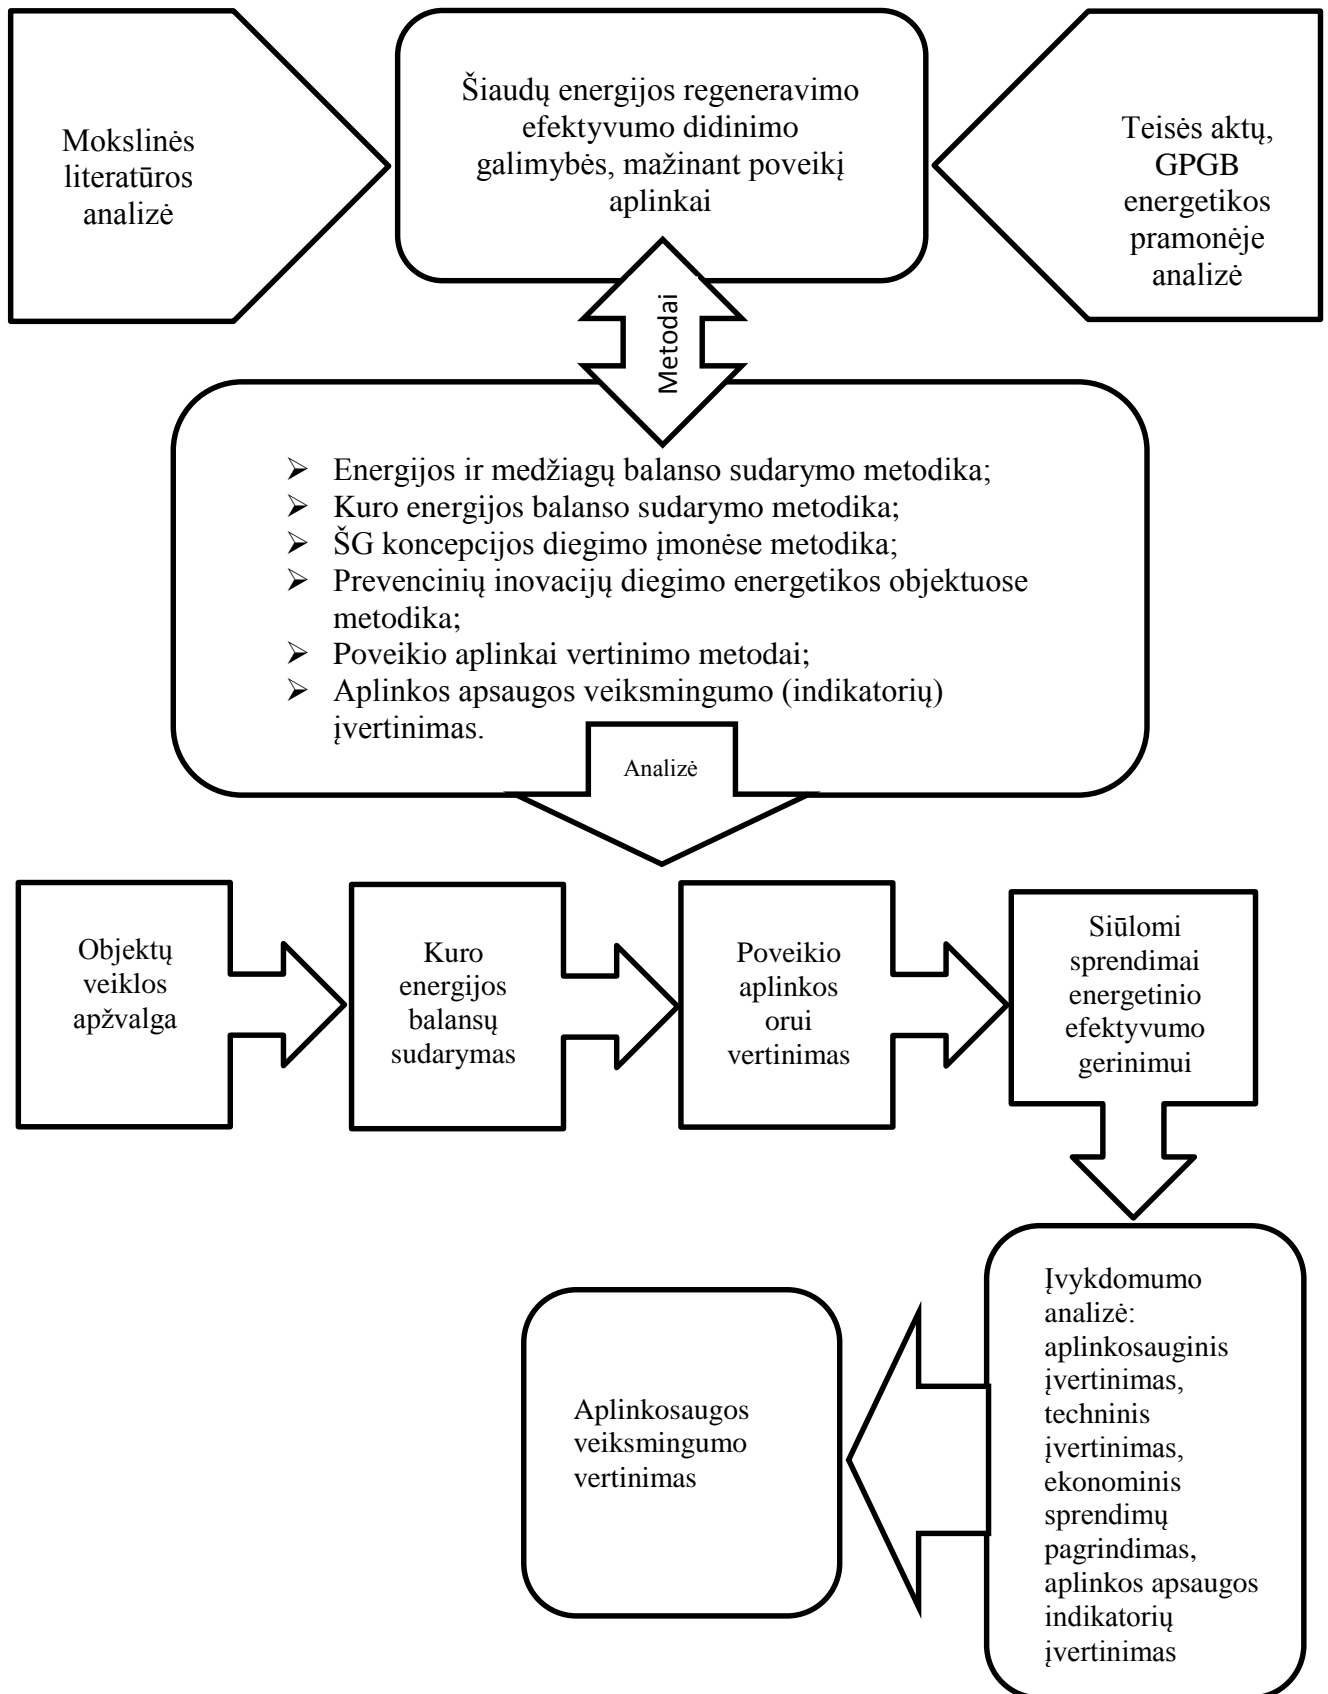 Mokslinės
literatūros
analizė
Šiaudų energijos regeneravimo
efektyvumo didinimo
galimybės, mažinant poveikį
aplinkai
Teisės aktų,
GPGB
energetikos
pramonėje
analizė
Metodai
➢ Energijos ir medžiagų balanso sudarymo metodika;
➢ Kuro energijos balanso sudarymo metodika;
➢ ŠG koncepcijos diegimo įmonėse metodika;
➢ Prevencinių inovacijų diegimo energetikos objektuose
metodika;
➢ Poveikio aplinkai vertinimo metodai;
➢ Aplinkos apsaugos veiksmingumo (indikatorių)
įvertinimas.
Analizė
Objektų
veiklos
apžvalga
Kuro
energijos
balansų
sudarymas
Poveikio
aplinkos
orui
vertinimas
Siūlomi
sprendimai
energetinio
efektyvumo
gerinimui
Įvykdomumo
analizė:
aplinkosauginis
įvertinimas,
techninis
įvertinimas,
ekonominis
sprendimų
pagrindimas,
aplinkos apsaugos
indikatorių
įvertinimas
Aplinkosaugos
veiksmingumo
vertinimas